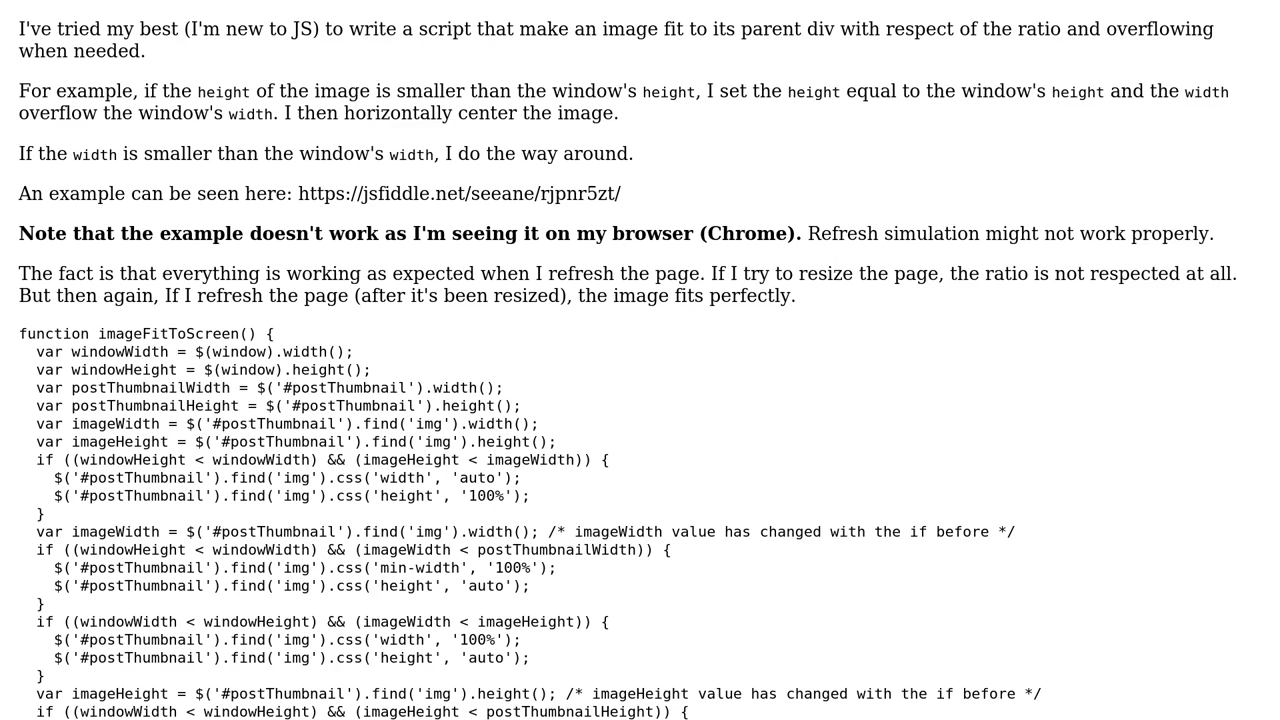 I've tried my best (I'm new to JS) to write a script that make an image fit to its parent div with respect of the ratio and overflowing
when needed.
For example, if the height of the image is smaller than the window's height, I set the height equal to the window's height and the width
overflow the window's width. I then horizontally center the image.
If the width is smaller than the window's width, I do the way around.
An example can be seen here: https://jsfiddle.net/seeane/rjpnr5zt/
Note that the example doesn't work as I'm seeing it on my browser (Chrome). Refresh simulation might not work properly.
The fact is that everything is working as expected when I refresh the page. If I try to resize the page, the ratio is not respected at all.
But then again, If I refresh the page (after it's been resized), the image fits perfectly.
function imageFitToScreen() {
  var windowWidth = $(window).width();
  var windowHeight = $(window).height();
  var postThumbnailWidth = $('#postThumbnail').width();
  var postThumbnailHeight = $('#postThumbnail').height();
  var imageWidth = $('#postThumbnail').find('img').width();
  var imageHeight = $('#postThumbnail').find('img').height();
  if ((windowHeight < windowWidth) && (imageHeight < imageWidth)) {
    $('#postThumbnail').find('img').css('width', 'auto');
    $('#postThumbnail').find('img').css('height', '100%');
  }
  var imageWidth = $('#postThumbnail').find('img').width(); /* imageWidth value has changed with the if before */
  if ((windowHeight < windowWidth) && (imageWidth < postThumbnailWidth)) {
    $('#postThumbnail').find('img').css('min-width', '100%');
    $('#postThumbnail').find('img').css('height', 'auto');
  }
  if ((windowWidth < windowHeight) && (imageWidth < imageHeight)) {
    $('#postThumbnail').find('img').css('width', '100%');
    $('#postThumbnail').find('img').css('height', 'auto');
  }
  var imageHeight = $('#postThumbnail').find('img').height(); /* imageHeight value has changed with the if before */
  if ((windowWidth < windowHeight) && (imageHeight < postThumbnailHeight)) {